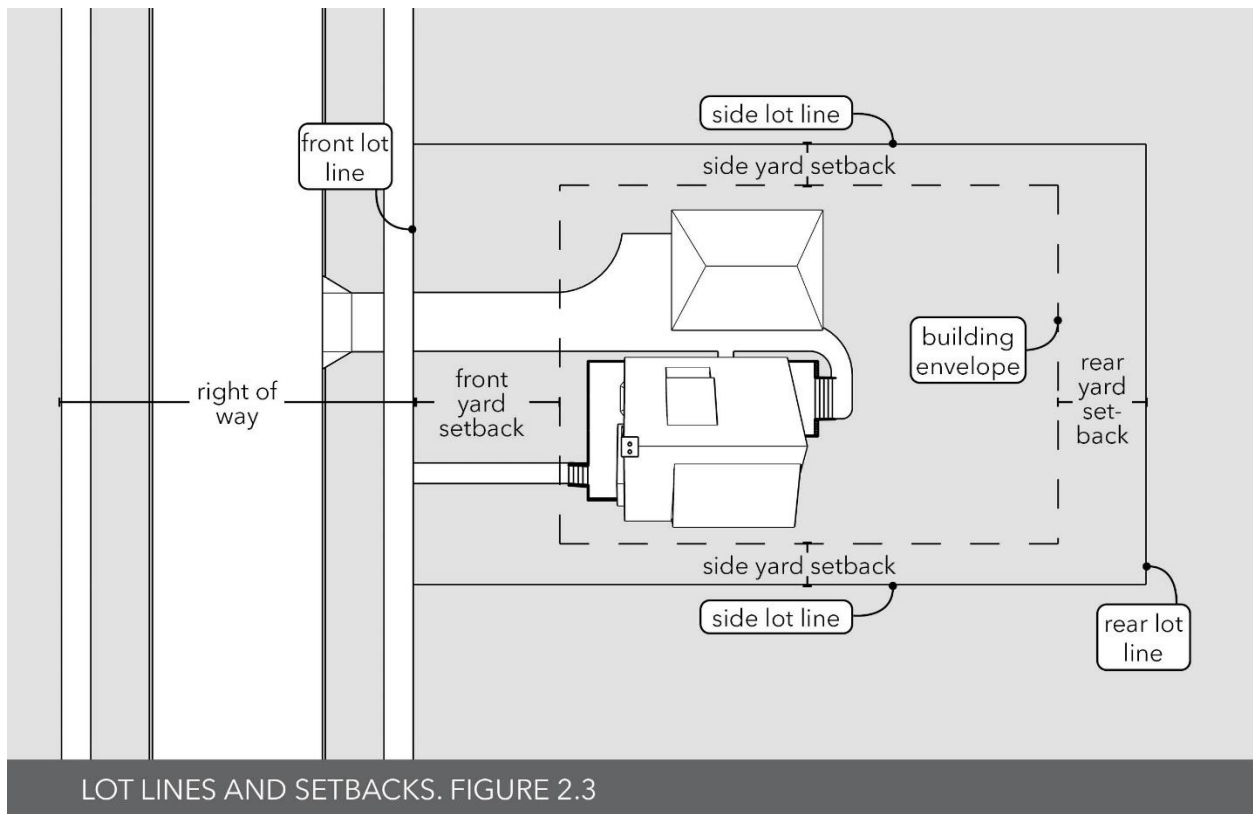 side lot line
front lot
line
side yard setback
building
envelope
right of
way
front
yard
setback
rear
yard
set-
back
side yard setback
side lot line
rear lot
line
LOT LINES AND SETBACKS. FIGURE 2.3